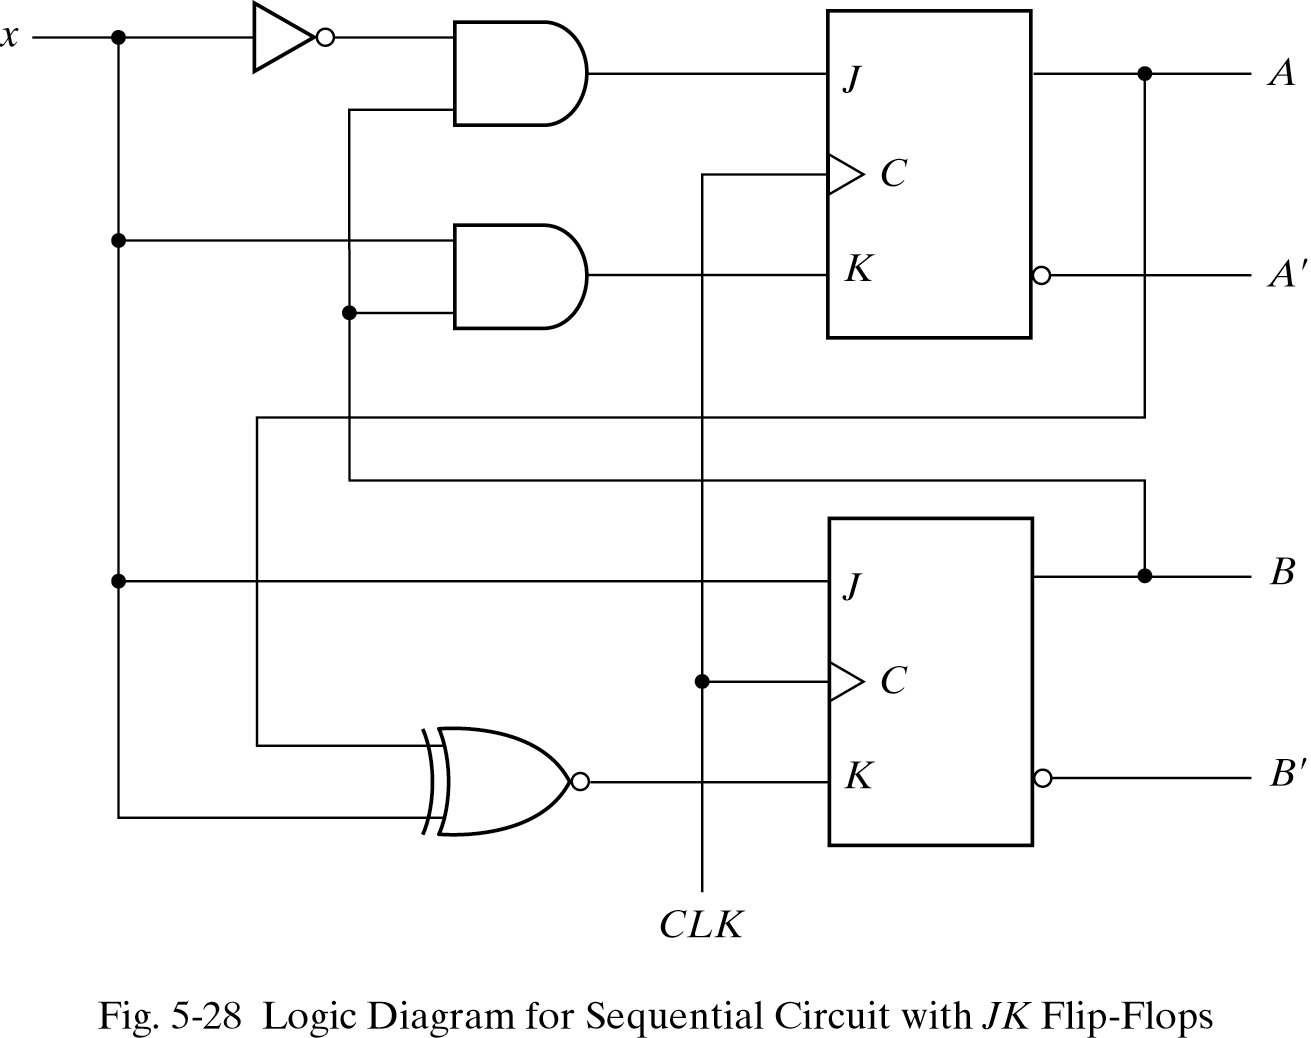 x
J
A
C
K
A′
J
B
C
K
B′
CLK
Fig. 5-28 Logic Diagram for Sequential Circuit with JK Flip-Flops